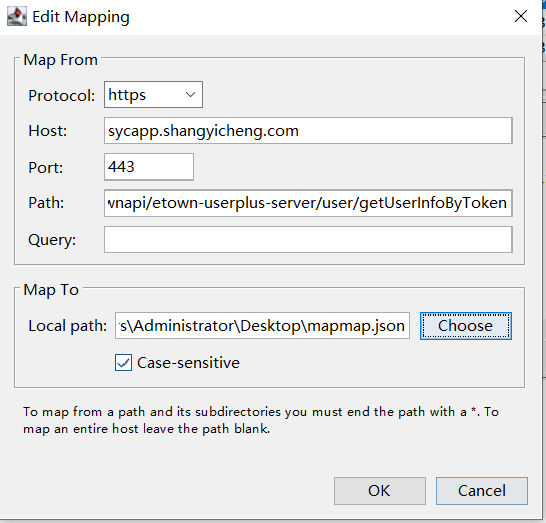 Edit Mapping
Map From
Protocol: https
Host: sycapp.shangyicheng.com
Port: 443
Path: wnapi/etown-userplus-server/user/getUserInfoByToken
Query:
Map To
Local path: s\Administrator\Desktop\mapmap.json Choose
Case-sensitive
To map from a path and its subdirectories you must end the path with a *. To
map an entire host leave the path blank.
OK Cancel